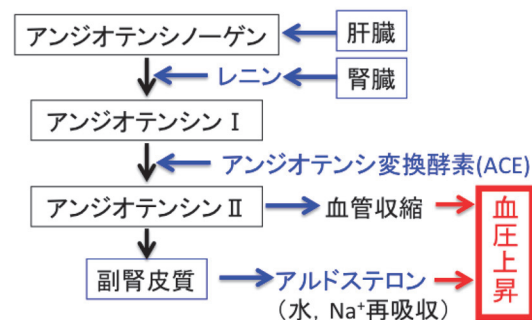 アンジオテンシノーゲン
肝臓
レニン
腎臓
アンジオテンシンⅠ
アンジオテンシ変換酵素(ACE)
アンジオテンシンⅡ
血管収縮
血圧上昇
副腎皮質
アルドステロン
（水，Na⁺再吸収）